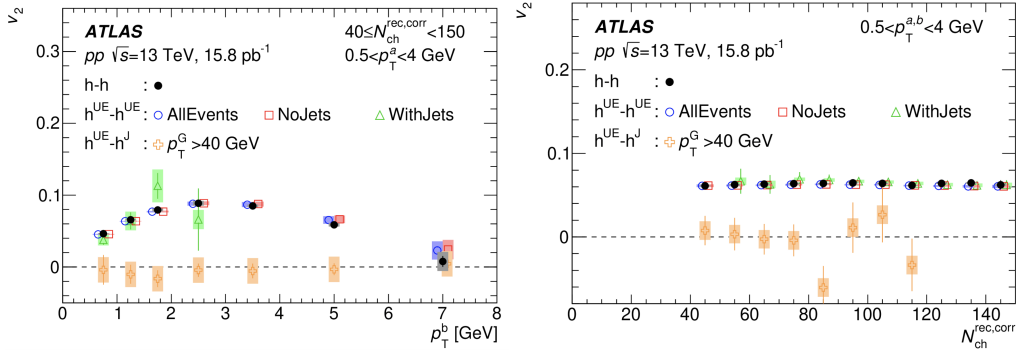 v2
ATLAS
40≤N_ch^rec,corr<150
pp √s=13 TeV, 15.8 pb^-1
0.5<p_T^a<4 GeV
h-h : 
h^UE-h^UE : AllEvents NoJets WithJets
h^UE-h^J : p_T^G >40 GeV
0.3
0.2
0.1
0
0 1 2 3 4 5 6 7 8
p_T^b [GeV]
v2
ATLAS
0.5<p_T^a,b<4 GeV
pp √s=13 TeV, 15.8 pb^-1
h-h :
h^UE-h^UE : AllEvents NoJets WithJets
h^UE-h^J : p_T^G >40 GeV
0.2
0.1
0
0 20 40 60 80 100 120 140
N_ch^rec,corr